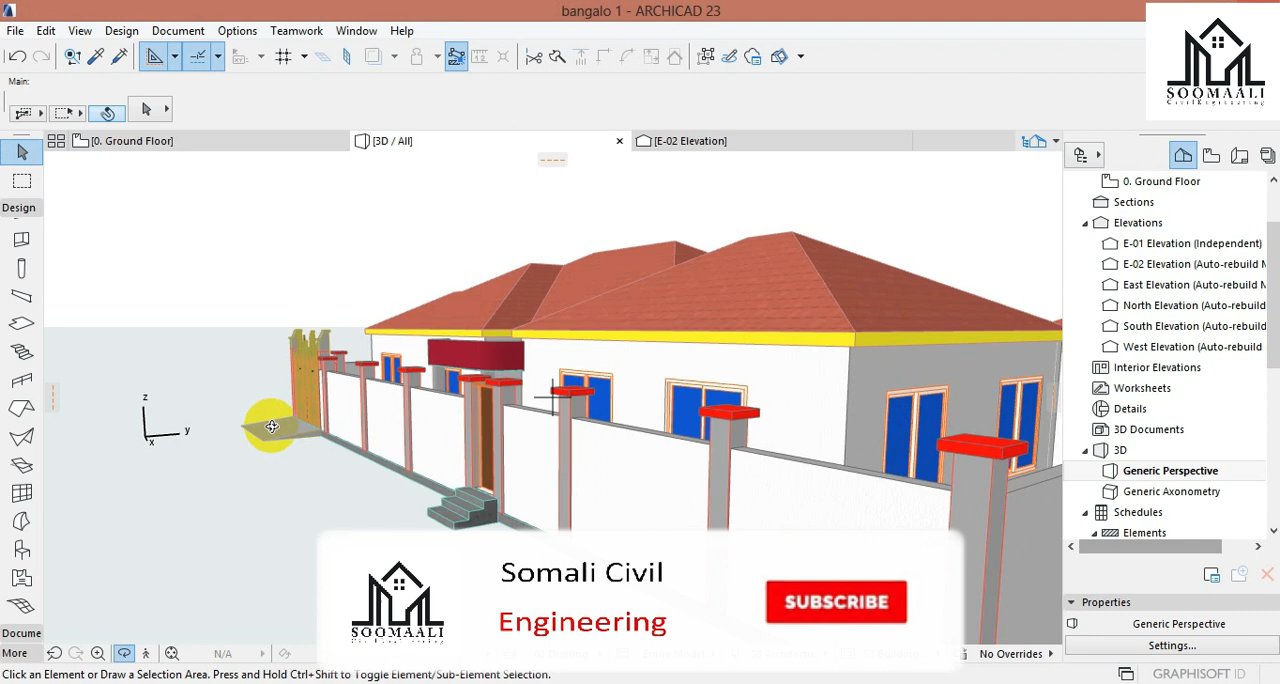 bangalo 1 - ARCHICAD 23
File Edit View Design Document Options Teamwork Window Help
Main:
SOOMAALI
Civil Engineering
[0. Ground Floor]
[3D / All]
[E-02 Elevation]
Design
0. Ground Floor
Sections
Elevations
E-01 Elevation (Independent)
E-02 Elevation (Auto-rebuild M
East Elevation (Auto-rebuild M
North Elevation (Auto-rebuild
South Elevation (Auto-rebuild
West Elevation (Auto-rebuild
Interior Elevations
Worksheets
Details
3D Documents
3D
Generic Perspective
Generic Axonometry
Schedules
Elements
z
y
x
Somali Civil
Engineering
SOOMAALI
SUBSCRIBE
Properties
Generic Perspective
Settings...
Docume
More
N/A
No Overrides
Click an Element or Draw a Selection Area. Press and Hold Ctrl+Shift to Toggle Element/Sub-Element Selection.
GRAPHISOFT ID